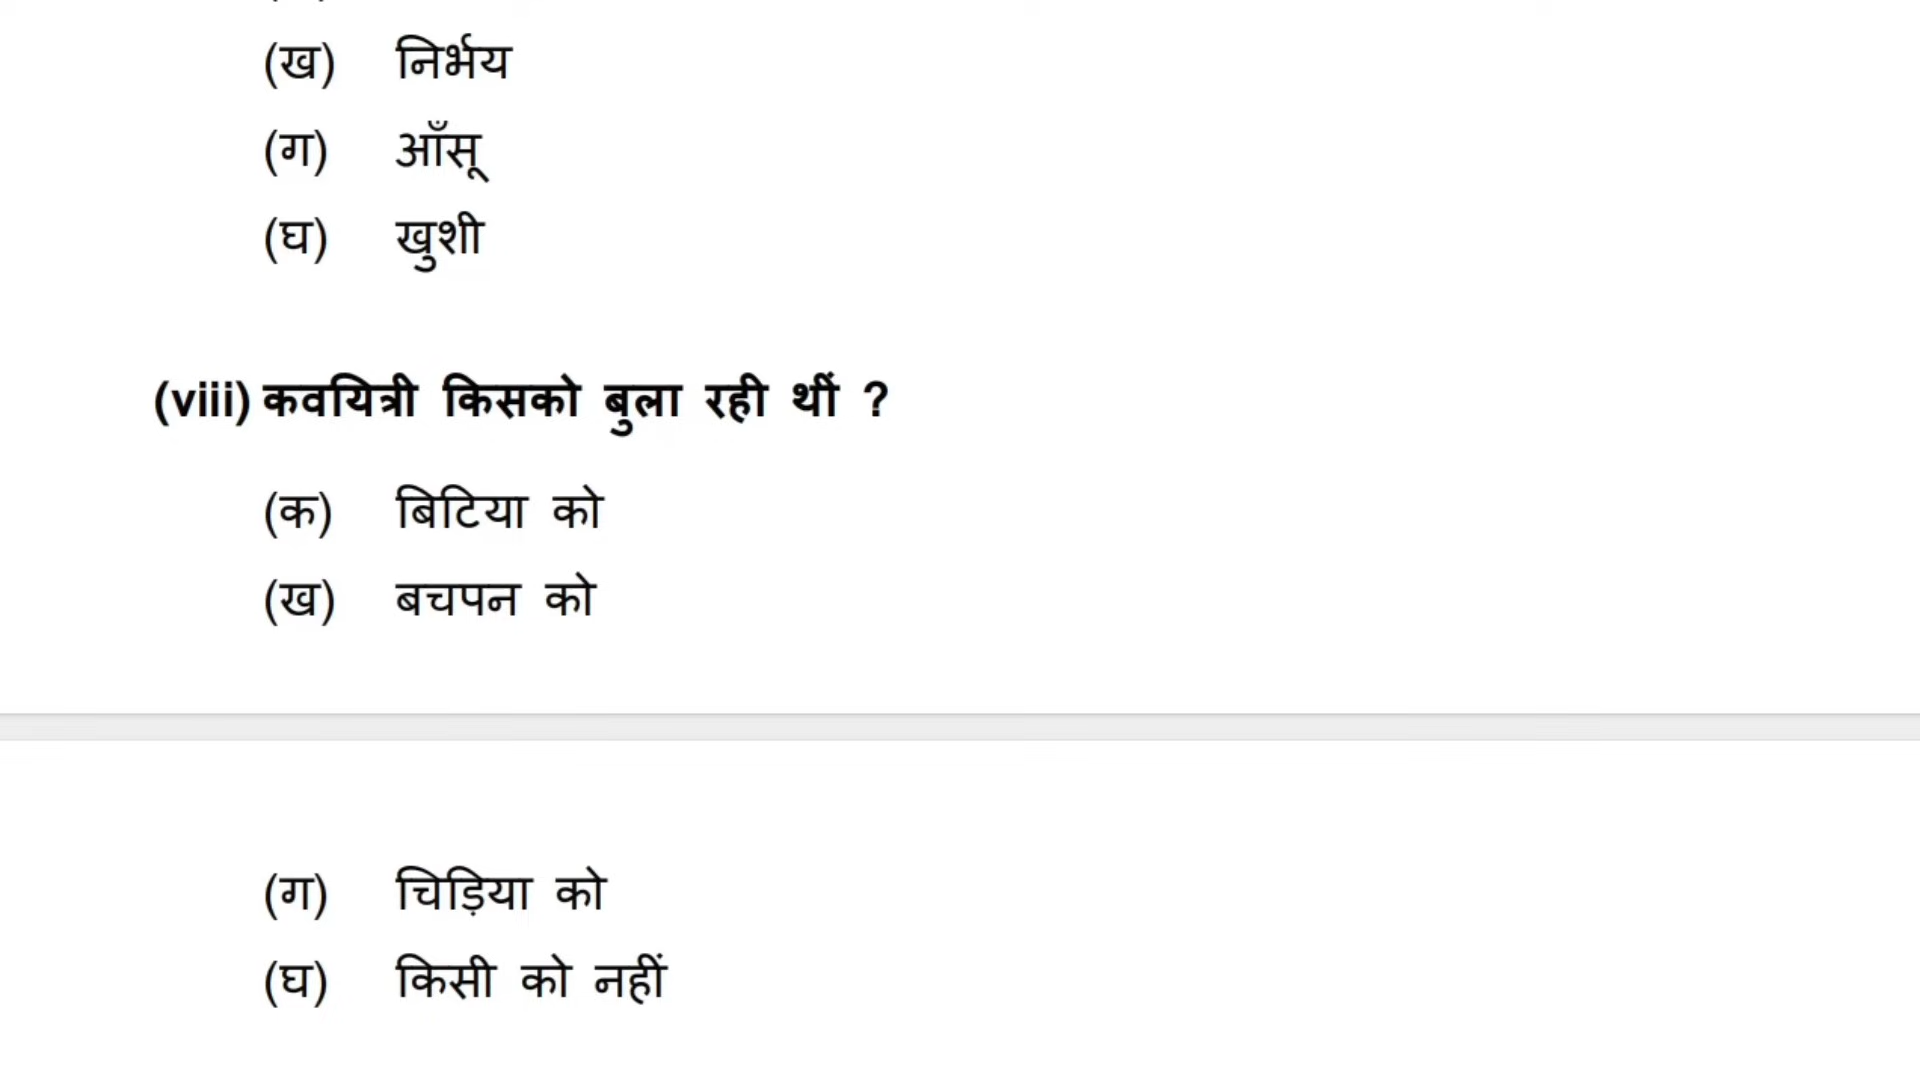 (ख) निर्भय
(ग) आँसू
(घ) खुशी
(viii) कवयित्री किसको बुला रही थीं ?
(क) बिटिया को
(ख) बचपन को
(ग) चिड़िया को
(घ) किसी को नहीं